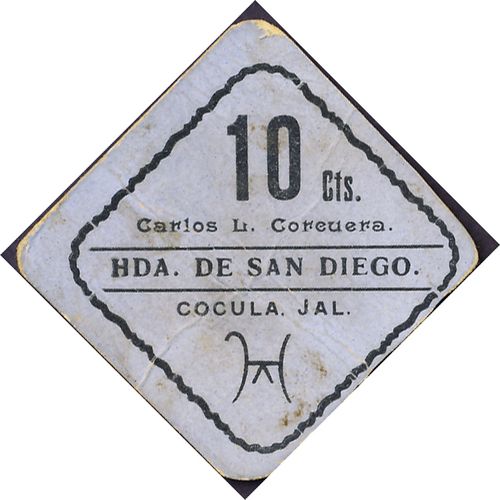 10 Cts.
Carlos L. Corcuera.
HDA. DE SAN DIEGO.
COCULA, JAL.